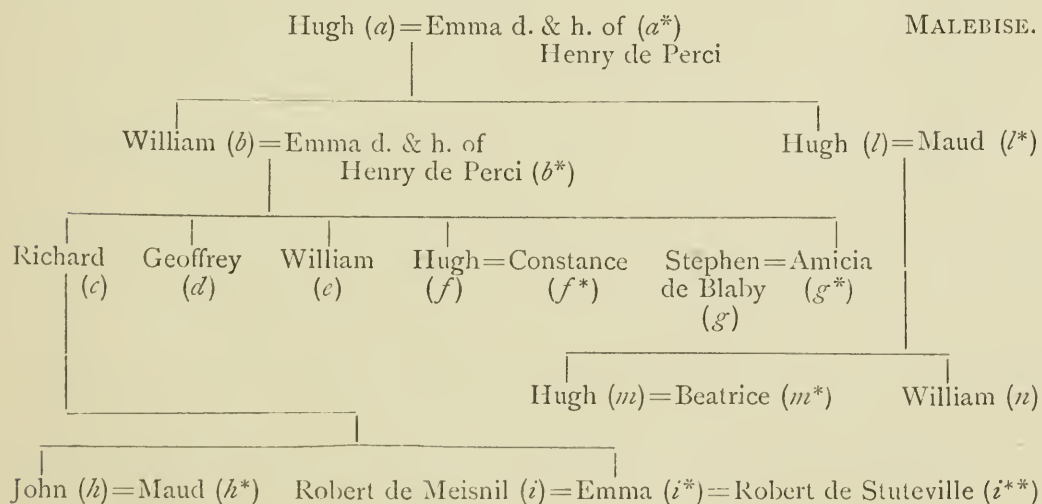 Hugh (a)=Emma d. & h. of (a*) MALEBISE.
Henry de Perci
William (b)=Emma d. & h. of Hugh (l)=Maud (l*)
Henry de Perci (b*)
Richard Geoffrey William Hugh=Constance Stephen=Amicia
(c) (d) (e) (f) (f*) de Blaby (g*)
(g)
Hugh (m)=Beatrice (m*) William (n)
John (h)=Maud (h*) Robert de Meisnil (i)=Emma (i*)=Robert de Stuteville (i**)